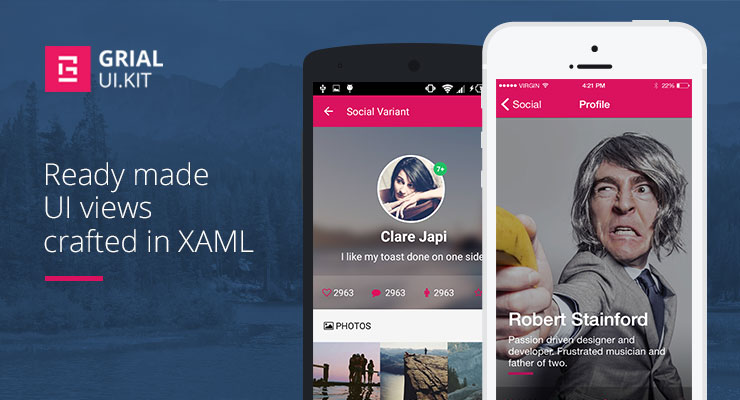 GRIAL
UI.KIT
Ready made
UI views
crafted in XAML
Social Variant
7+
Clare Japi
I like my toast done on one side
2963
2963
2963
PHOTOS
VIRGIN
4:21 PM
22%
Social
Profile
Robert Stainford
Passion driven designer and
developer. Frustrated musician and
father of two.